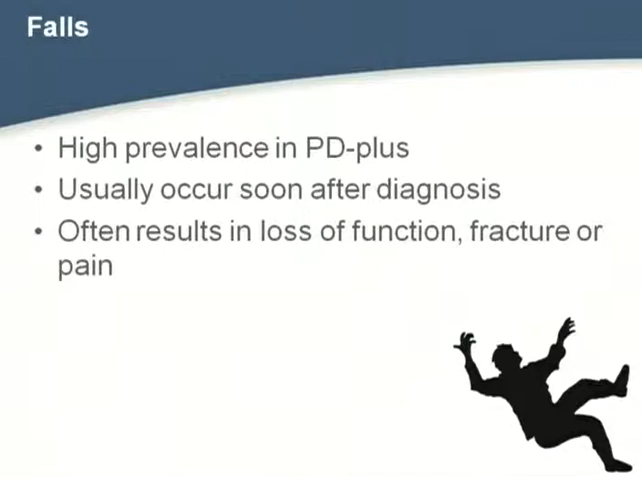 Falls
• High prevalence in PD-plus
• Usually occur soon after diagnosis
• Often results in loss of function, fracture or
pain